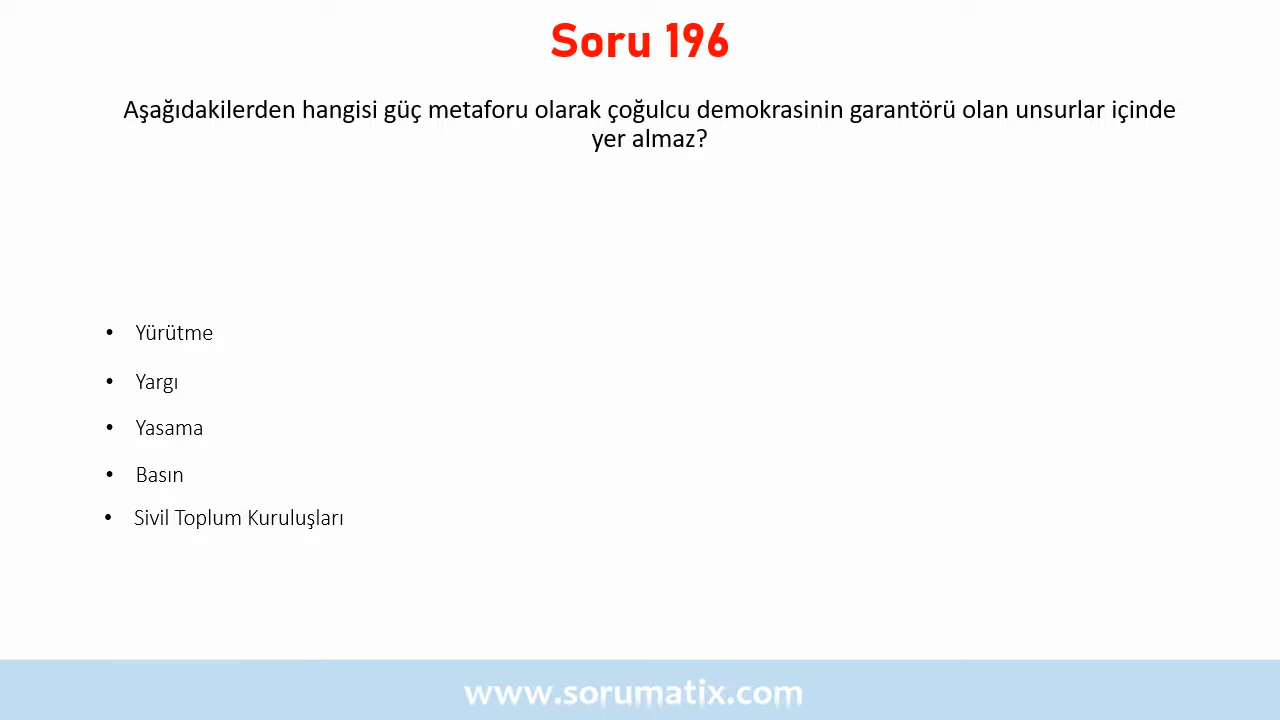 Soru 196
Aşağıdakilerden hangisi güç metaforu olarak çoğulcu demokrasinin garantörü olan unsurlar içinde
yer almaz?
• Yürütme
• Yargı
• Yasama
• Basın
• Sivil Toplum Kuruluşları
www.sorumatix.com